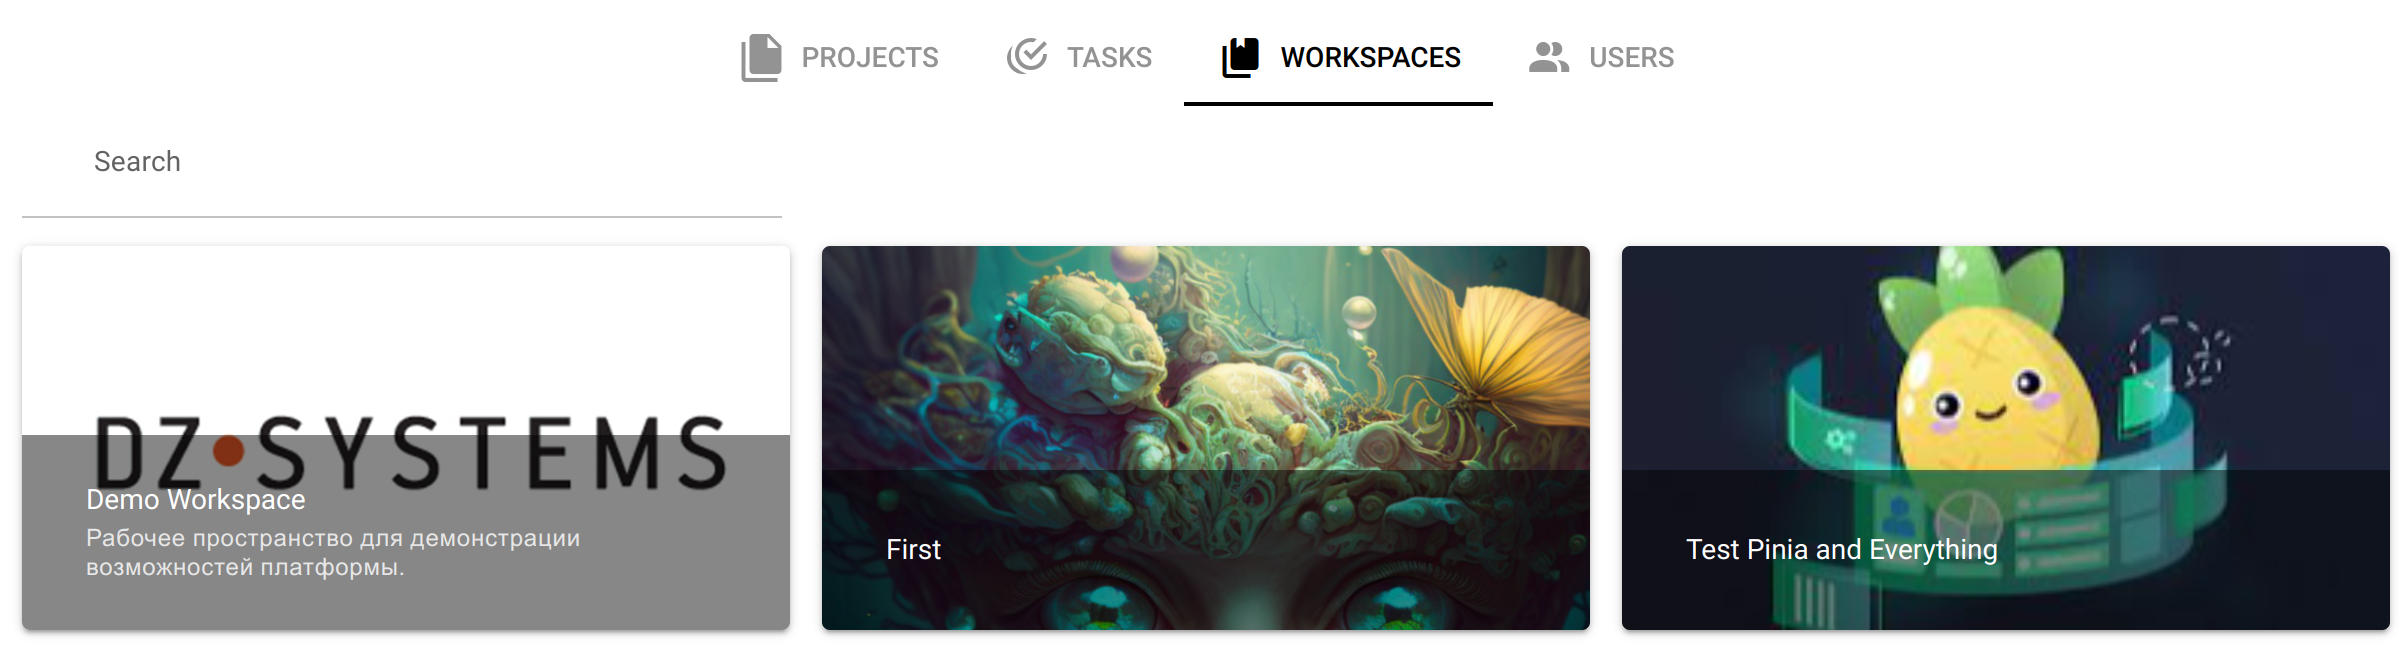 PROJECTS TASKS WORKSPACES USERS
Search
DZ•SYSTEMS
Demo Workspace
Рабочее пространство для демонстрации
возможностей платформы.
First
Test Pinia and Everything